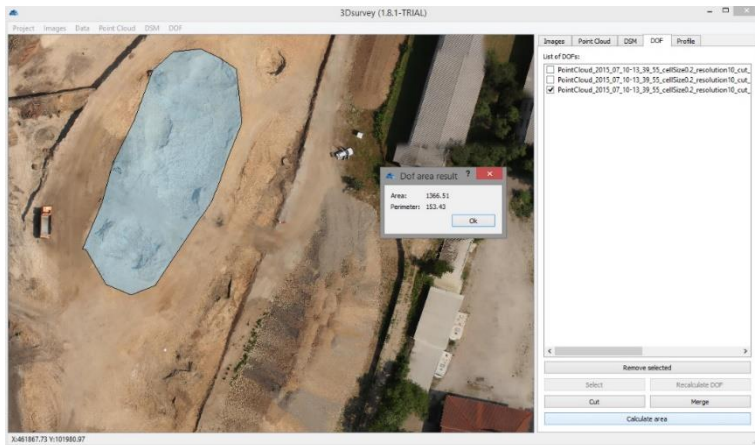 3Dsurvey (1.8.1-TRIAL)
Project Images Data Point Cloud DSM DOF
Images Point Cloud DSM DOF Profile
List of DOFs:
PointCloud_2015_07_10-13_39_55_cellSize0.2_resolution10_cut_
PointCloud_2015_07_10-13_39_55_cellSize0.2_resolution10_cut_
PointCloud_2015_07_10-13_39_55_cellSize0.2_resolution10_cut_
Dof area result ?
Area: 1366.51
Perimeter: 153.43
Ok
Remove selected
Select Recalculate DOF
Cut Merge
Calculate area
X:461867.73 Y:101980.97